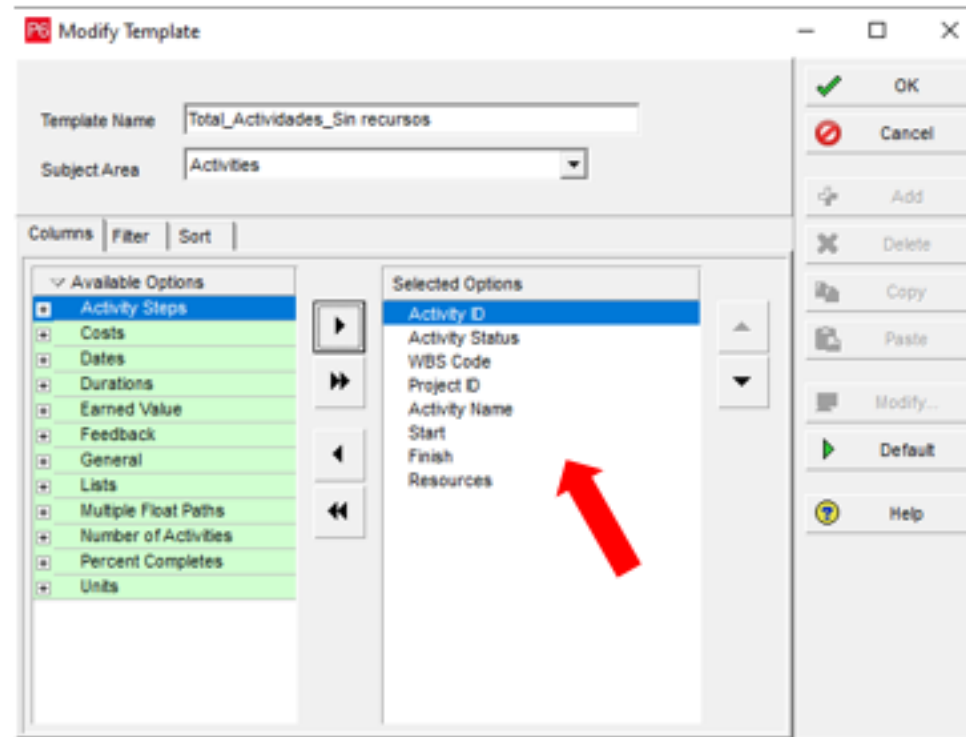 P6 Modify Template
Template Name Total_Actividades_Sin recursos
Subject Area Activities
Columns Filter Sort
Available Options
Activity Steps
Costs
Dates
Durations
Earned Value
Feedback
General
Lists
Multiple Float Paths
Number of Activities
Percent Completes
Units
Selected Options
Activity ID
Activity Status
WBS Code
Project ID
Activity Name
Start
Finish
Resources
OK
Cancel
Add
Delete
Copy
Paste
Modify...
Default
Help